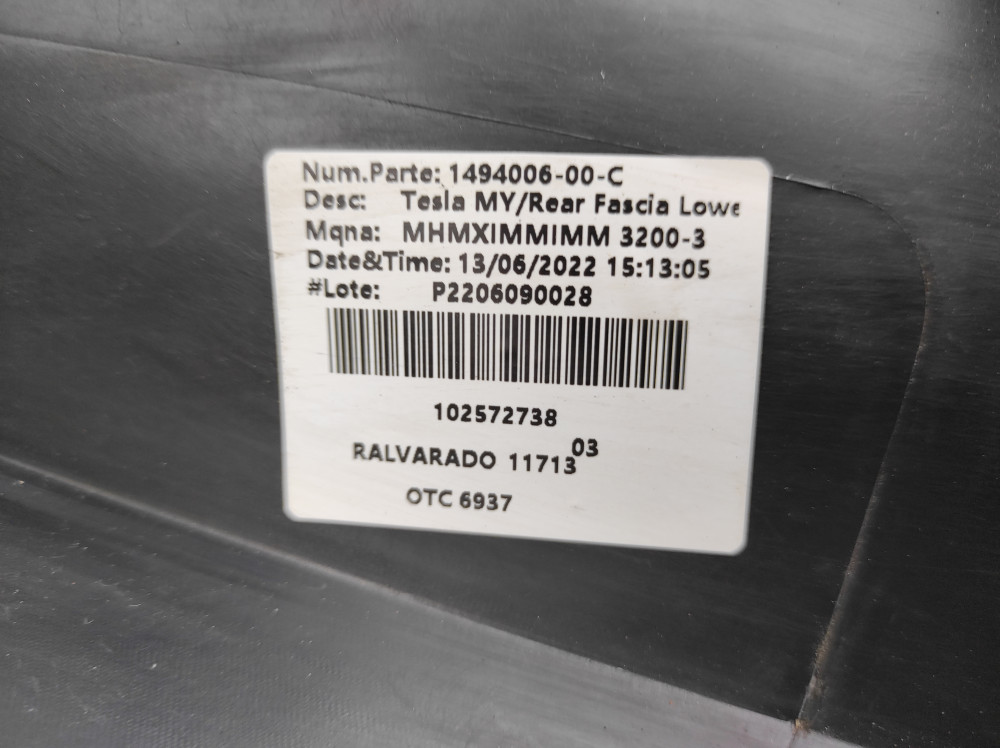 Num.Parte: 1494006-00-C
Desc: Tesla MY/Rear Fascia Lowe
Mqna: MHMXIMMIMM 3200-3
Date&Time: 13/06/2022 15:13:05
#Lote: P2206090028
102572738
RALVARADO 11713 03
OTC 6937